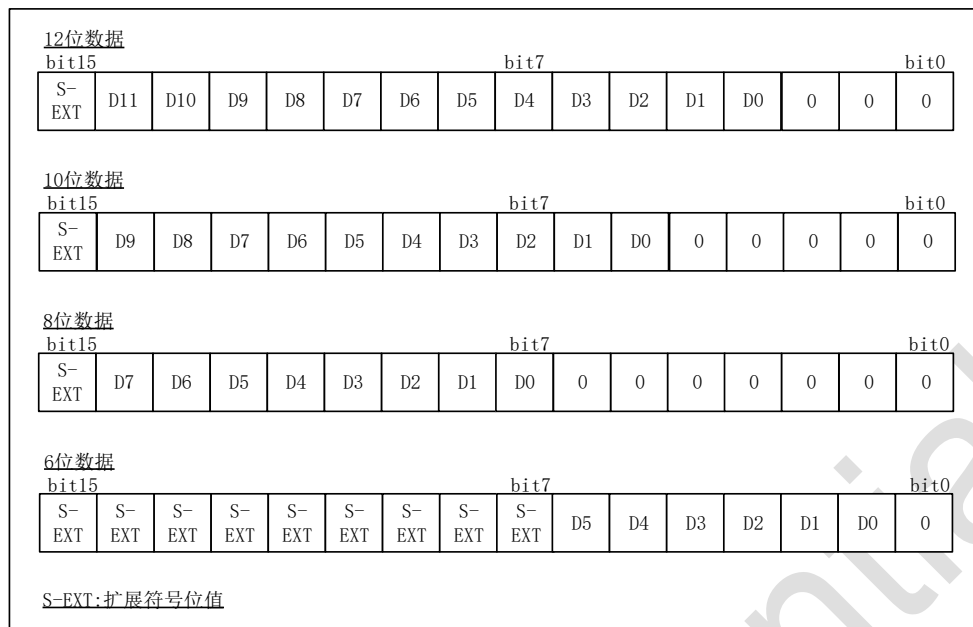 12位数据
bit15 bit7 bit0
S-EXT D11 D10 D9 D8 D7 D6 D5 D4 D3 D2 D1 D0 0 0 0
10位数据
bit15 bit7 bit0
S-EXT D9 D8 D7 D6 D5 D4 D3 D2 D1 D0 0 0 0 0 0
8位数据
bit15 bit7 bit0
S-EXT D7 D6 D5 D4 D3 D2 D1 D0 0 0 0 0 0 0 0
6位数据
bit15 bit7 bit0
S-EXT S-EXT S-EXT S-EXT S-EXT S-EXT S-EXT S-EXT S-EXT D5 D4 D3 D2 D1 D0 0
S-EXT:扩展符号位值